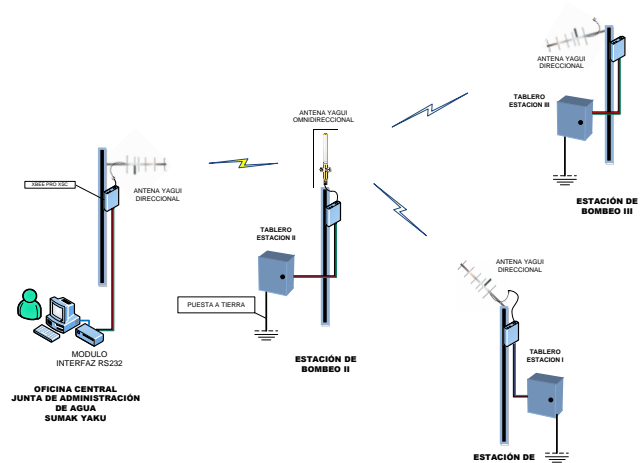 ANTENA YAGUI
DIRECCIONAL
TABLERO
ESTACION III
ESTACIÓN DE
BOMBEO III
ANTENA YAGUI
OMNIDIRECCIONAL
XBEE PRO XSC
ANTENA YAGUI
DIRECCIONAL
TABLERO
ESTACION II
PUESTA A TIERRA
ESTACIÓN DE
BOMBEO II
MODULO
INTERFAZ RS232
OFICINA CENTRAL
JUNTA DE ADMINISTRACIÓN
DE AGUA
SUMAK YAKU
ANTENA YAGUI
DIRECCIONAL
TABLERO
ESTACION I
ESTACIÓN DE